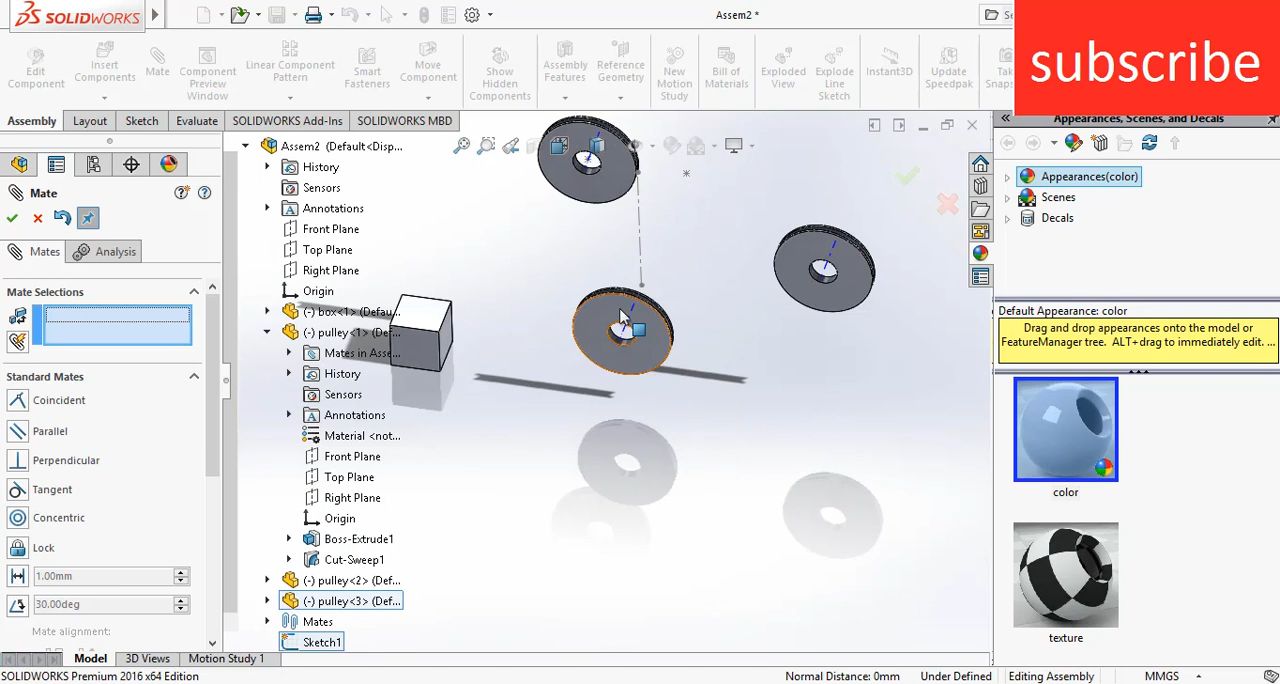 SOLIDWORKS
Assem2 *
subscribe
Edit Component
Insert Components
Mate
Component Preview Window
Linear Component Pattern
Smart Fasteners
Move Component
Show Hidden Components
Assembly Features
Reference Geometry
New Motion Study
Bill of Materials
Exploded View
Explode Line Sketch
Instant3D
Update Speedpak
Assembly
Layout
Sketch
Evaluate
SOLIDWORKS Add-Ins
SOLIDWORKS MBD
Mate
Mates
Analysis
Mate Selections
Standard Mates
Coincident
Parallel
Perpendicular
Tangent
Concentric
Lock
1.00mm
30.00deg
Mate alignment:
Assem2 (Default<Disp...
History
Sensors
Annotations
Front Plane
Top Plane
Right Plane
Origin
(-) box<1> (Defau...
(-) pulley<1> (De...
Mates in Asse...
History
Sensors
Annotations
Material <not...
Front Plane
Top Plane
Right Plane
Origin
Boss-Extrude1
Cut-Sweep1
(-) pulley<2> (Def...
(-) pulley<3> (Def...
Mates
Sketch1
Appearances, Scenes, and Decals
Appearances(color)
Scenes
Decals
Default Appearance: color
Drag and drop appearances onto the model or
FeatureManager tree. ALT+drag to immediately edit. ...
color
texture
Model
3D Views
Motion Study 1
SOLIDWORKS Premium 2016 x64 Edition
Normal Distance: 0mm
Under Defined
Editing Assembly
MMGS